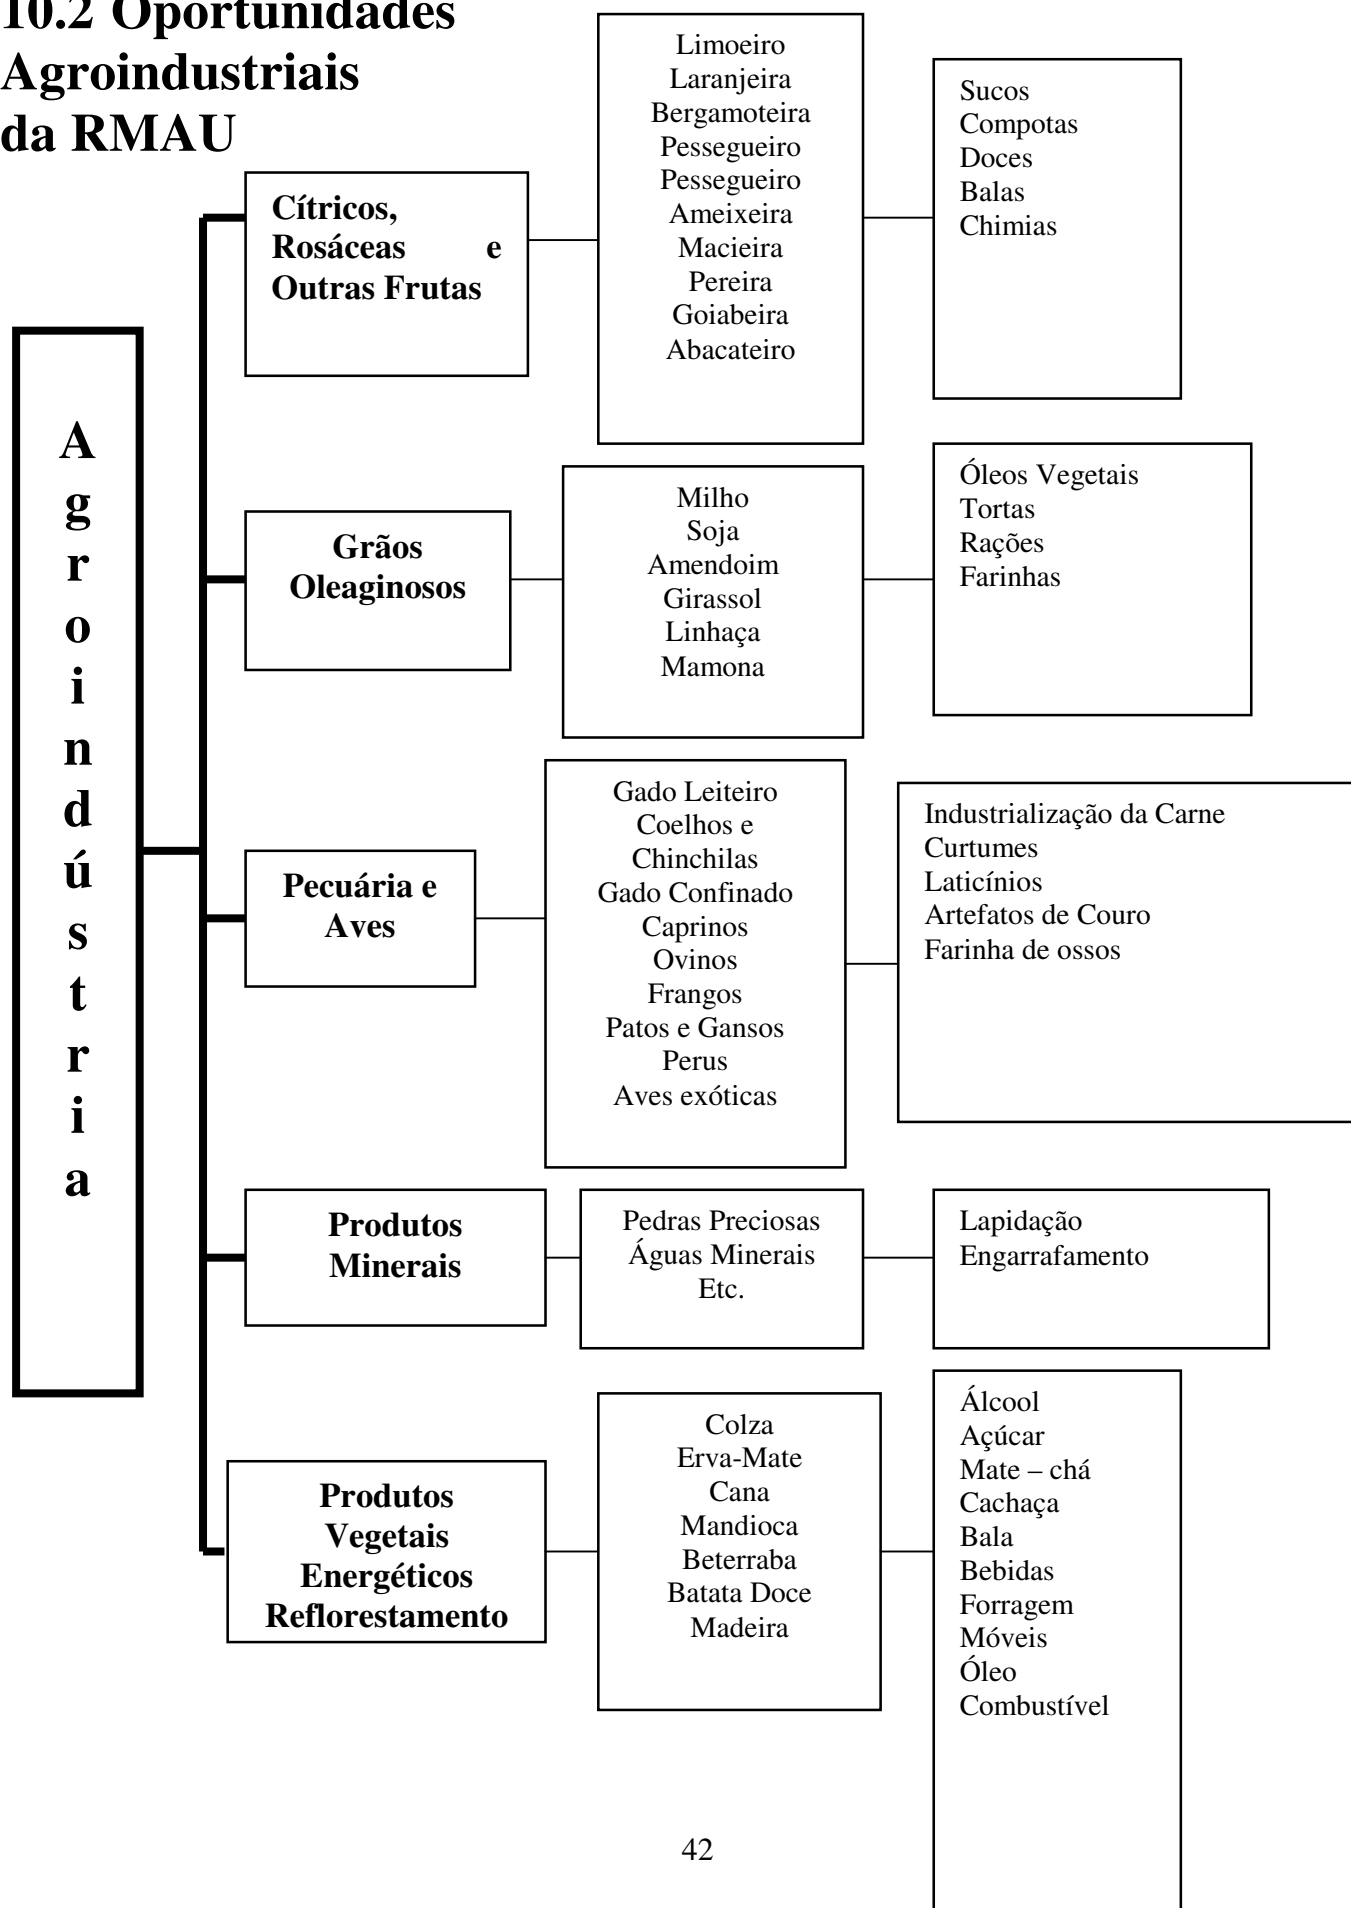 10.2 Oportunidades
Agroindustriais
da RMAU
Agroindústria
Cítricos,
Rosáceas e
Outras Frutas
Limoeiro
Laranjeira
Bergamoteira
Pessegueiro
Pessegueiro
Ameixeira
Macieira
Pereira
Goiabeira
Abacateiro
Sucos
Compotas
Doces
Balas
Chimias
Grãos
Oleaginosos
Milho
Soja
Amendoim
Girassol
Linhaça
Mamona
Óleos Vegetais
Tortas
Rações
Farinhas
Pecuária e
Aves
Gado Leiteiro
Coelhos e
Chinchilas
Gado Confinado
Caprinos
Ovinos
Frangos
Patos e Gansos
Perus
Aves exóticas
Industrialização da Carne
Curtumes
Laticínios
Artefatos de Couro
Farinha de ossos
Produtos
Minerais
Pedras Preciosas
Águas Minerais
Etc.
Lapidação
Engarrafamento
Produtos
Vegetais
Energéticos
Reflorestamento
Colza
Erva-Mate
Cana
Mandioca
Beterraba
Batata Doce
Madeira
Álcool
Açúcar
Mate – chá
Cachaça
Bala
Bebidas
Forragem
Móveis
Óleo
Combustível
42